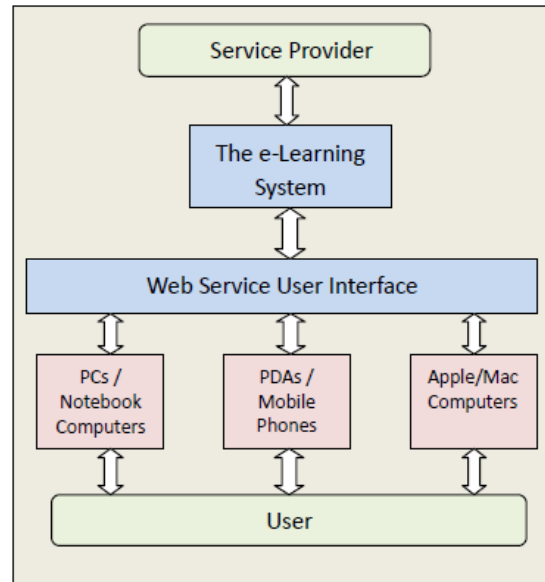 Service Provider
The e-Learning
System
Web Service User Interface
PCs /
Notebook
Computers
PDAs /
Mobile
Phones
Apple/Mac
Computers
User